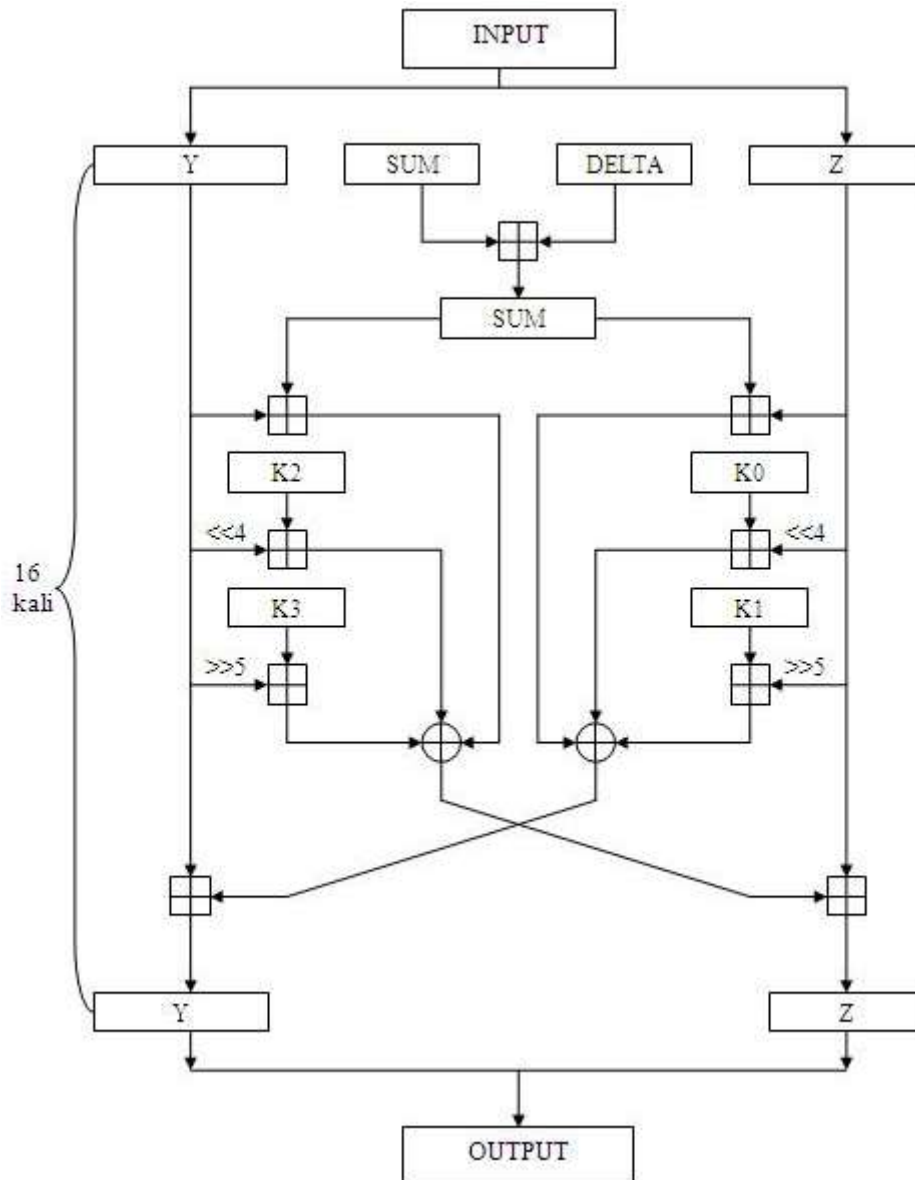 INPUT
Y
SUM
DELTA
Z
SUM
K2
K0
<<4
<<4
16
kali
K3
K1
>>5
>>5
Y
Z
OUTPUT